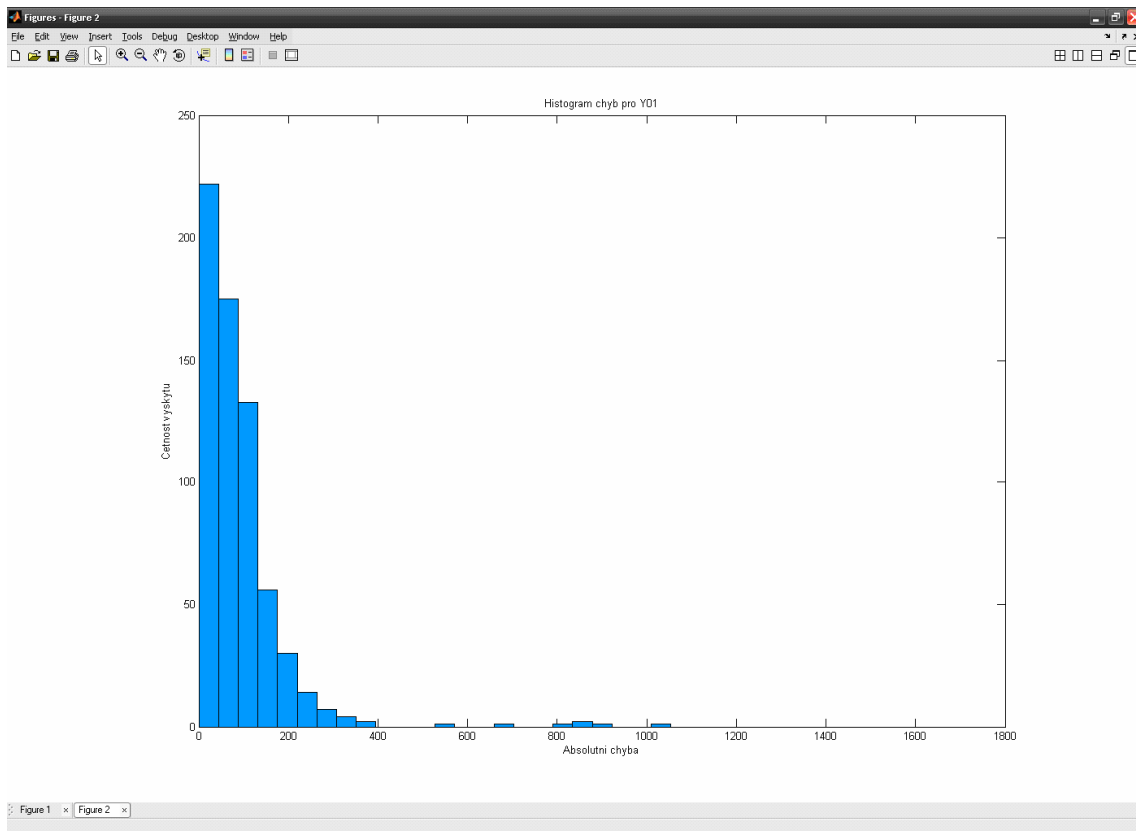 Figures - Figure 2
File Edit View Insert Tools Debug Desktop Window Help
Histogram chyb pro Y01
250
200
150
100
50
0
Cetnost vyskytu
0 200 400 600 800 1000 1200 1400 1600 1800
Absolutni chyba
Figure 1 Figure 2